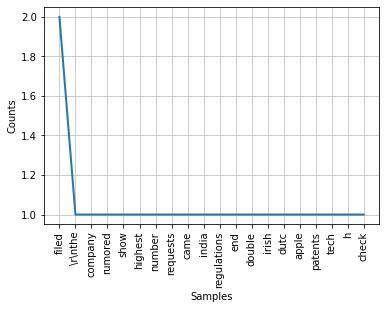 2.0
1.8
1.6
1.4
1.2
1.0
Counts
filed
\r\nthe
company
rumored
show
highest
number
requests
came
india
regulations
end
double
irish
dutc
apple
patents
tech
h
check
Samples